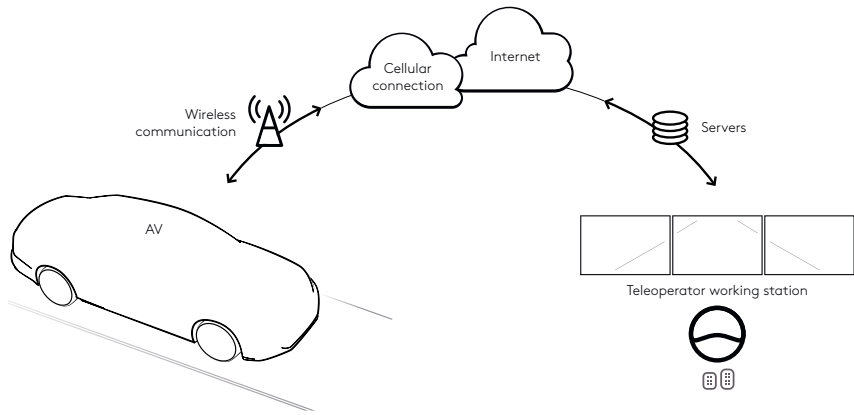 Internet
Cellular
connection
Wireless
communication
Servers
AV
Teleoperator working station